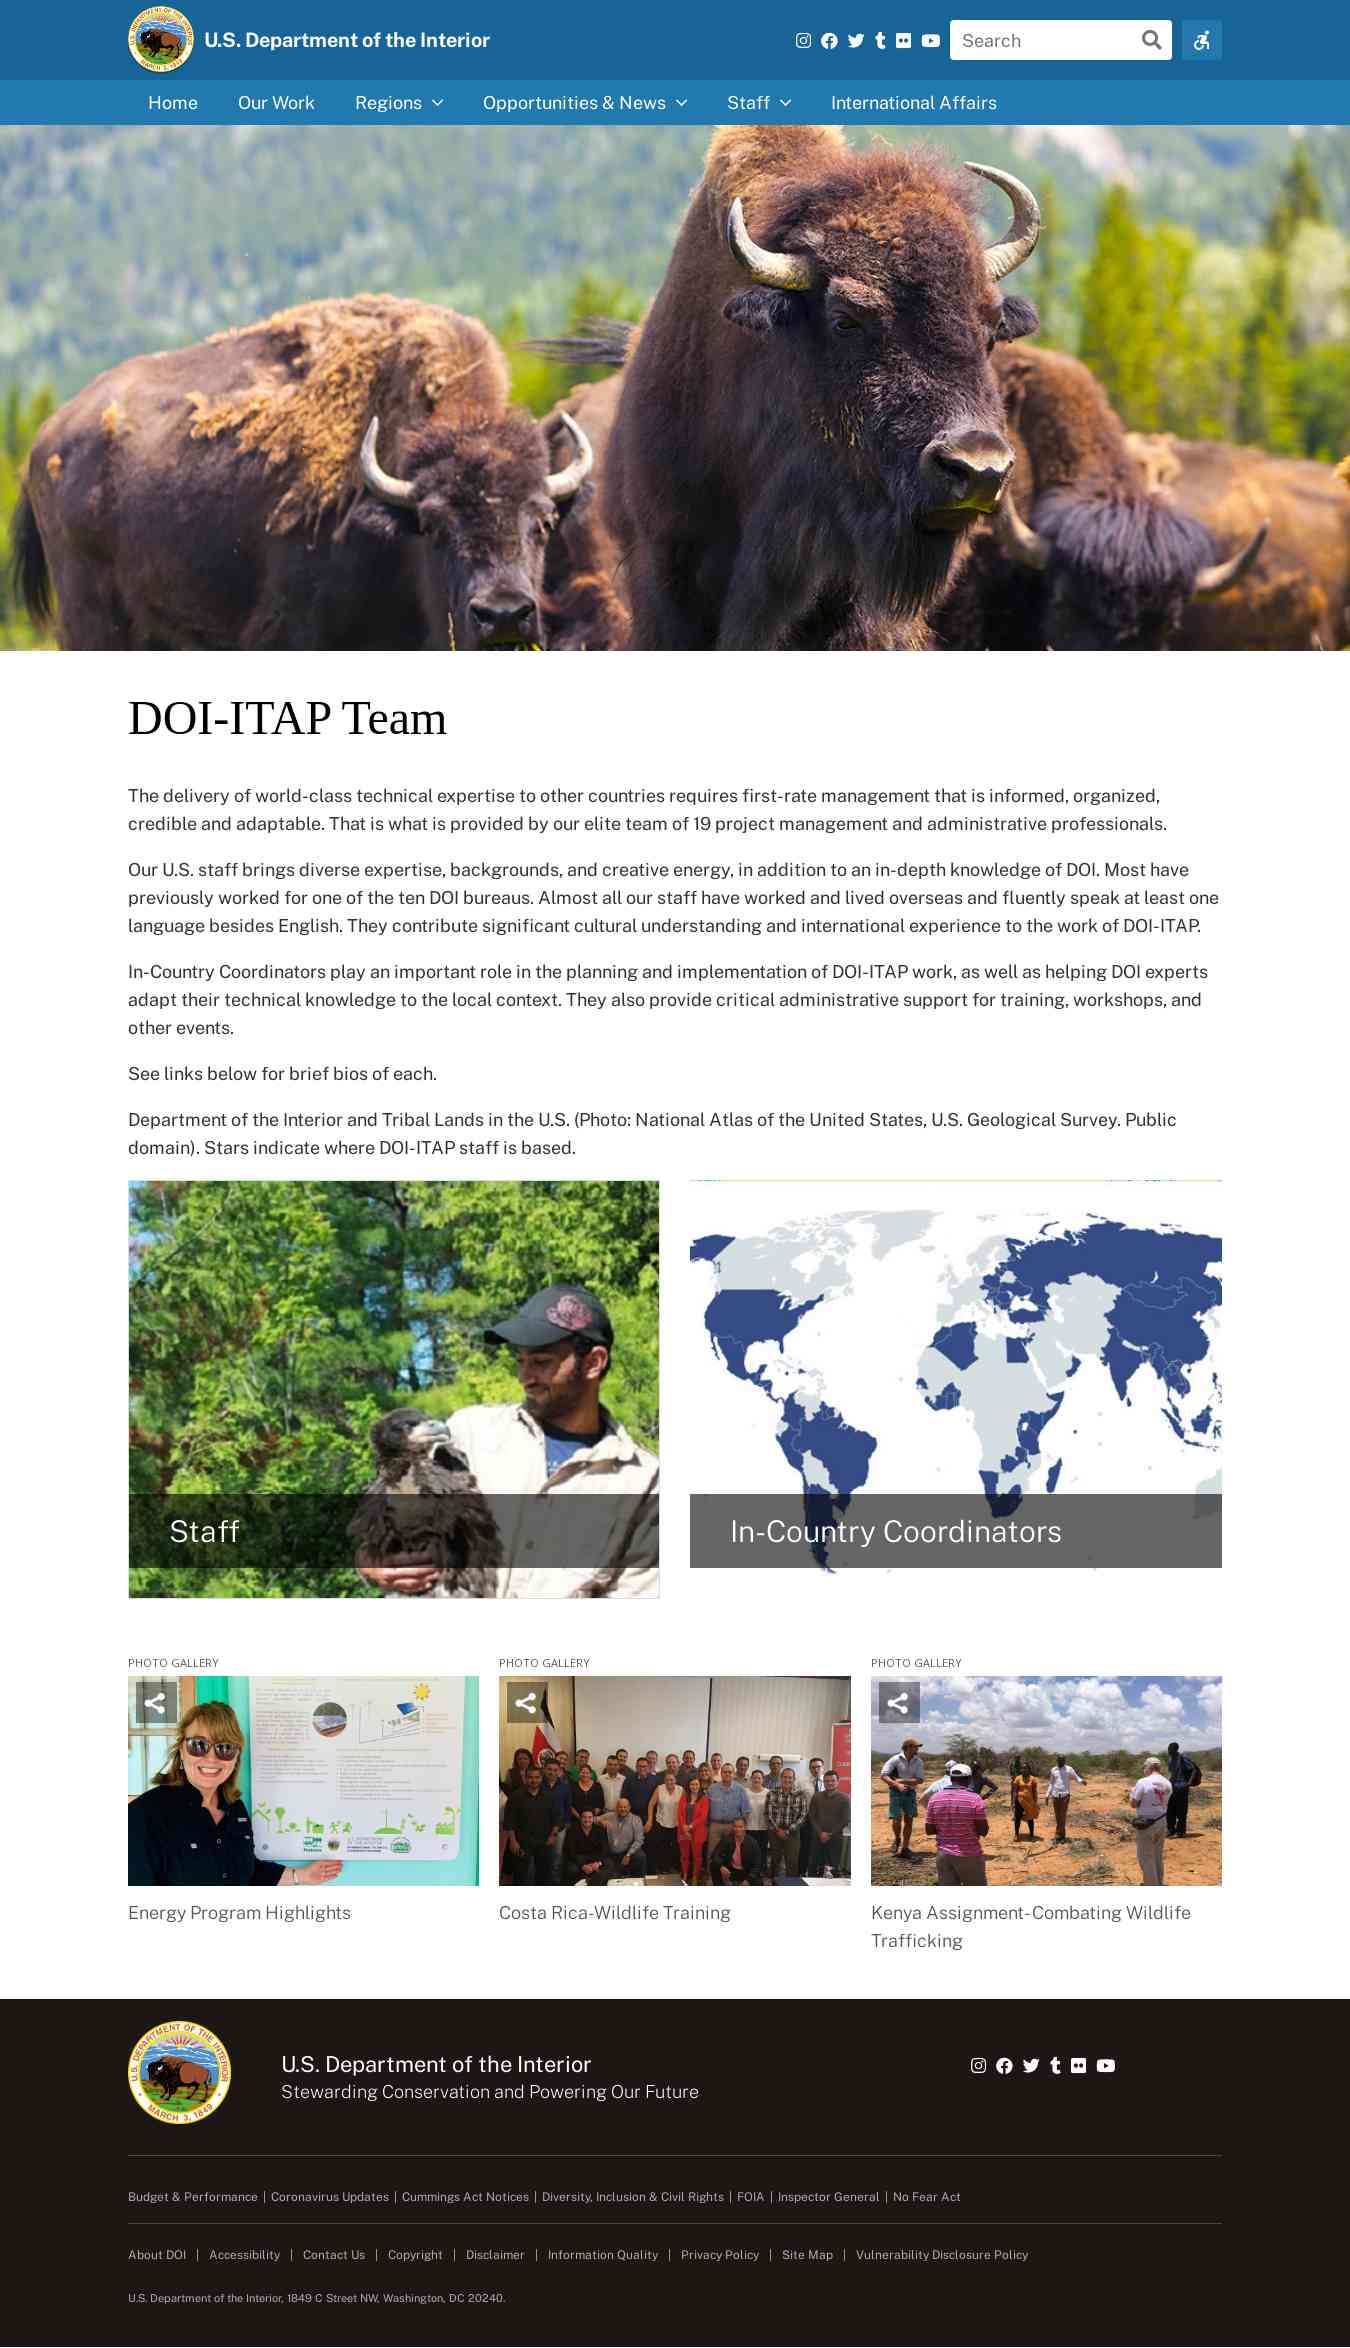 U.S. Department of the Interior
Search
Home
Our Work
Regions
Opportunities & News
Staff
International Affairs
DOI-ITAP Team
The delivery of world-class technical expertise to other countries requires first-rate management that is informed, organized,
credible and adaptable. That is what is provided by our elite team of 19 project management and administrative professionals.
Our U.S. staff brings diverse expertise, backgrounds, and creative energy, in addition to an in-depth knowledge of DOI. Most have
previously worked for one of the ten DOI bureaus. Almost all our staff have worked and lived overseas and fluently speak at least one
language besides English. They contribute significant cultural understanding and international experience to the work of DOI-ITAP.
In-Country Coordinators play an important role in the planning and implementation of DOI-ITAP work, as well as helping DOI experts
adapt their technical knowledge to the local context. They also provide critical administrative support for training, workshops, and
other events.
See links below for brief bios of each.
Department of the Interior and Tribal Lands in the U.S. (Photo: National Atlas of the United States, U.S. Geological Survey. Public
domain). Stars indicate where DOI-ITAP staff is based.
Staff
In-Country Coordinators
PHOTO GALLERY
PHOTO GALLERY
PHOTO GALLERY
Energy Program Highlights
Costa Rica-Wildlife Training
Kenya Assignment-Combating Wildlife
Trafficking
U.S. DEPARTMENT OF THE INTERIOR
MARCH 3, 1849
U.S. Department of the Interior
Stewarding Conservation and Powering Our Future
Budget & Performance | Coronavirus Updates | Cummings Act Notices | Diversity, Inclusion & Civil Rights | FOIA | Inspector General | No Fear Act
About DOI | Accessibility | Contact Us | Copyright | Disclaimer | Information Quality | Privacy Policy | Site Map | Vulnerability Disclosure Policy
U.S. Department of the Interior, 1849 C Street NW, Washington, DC 20240.